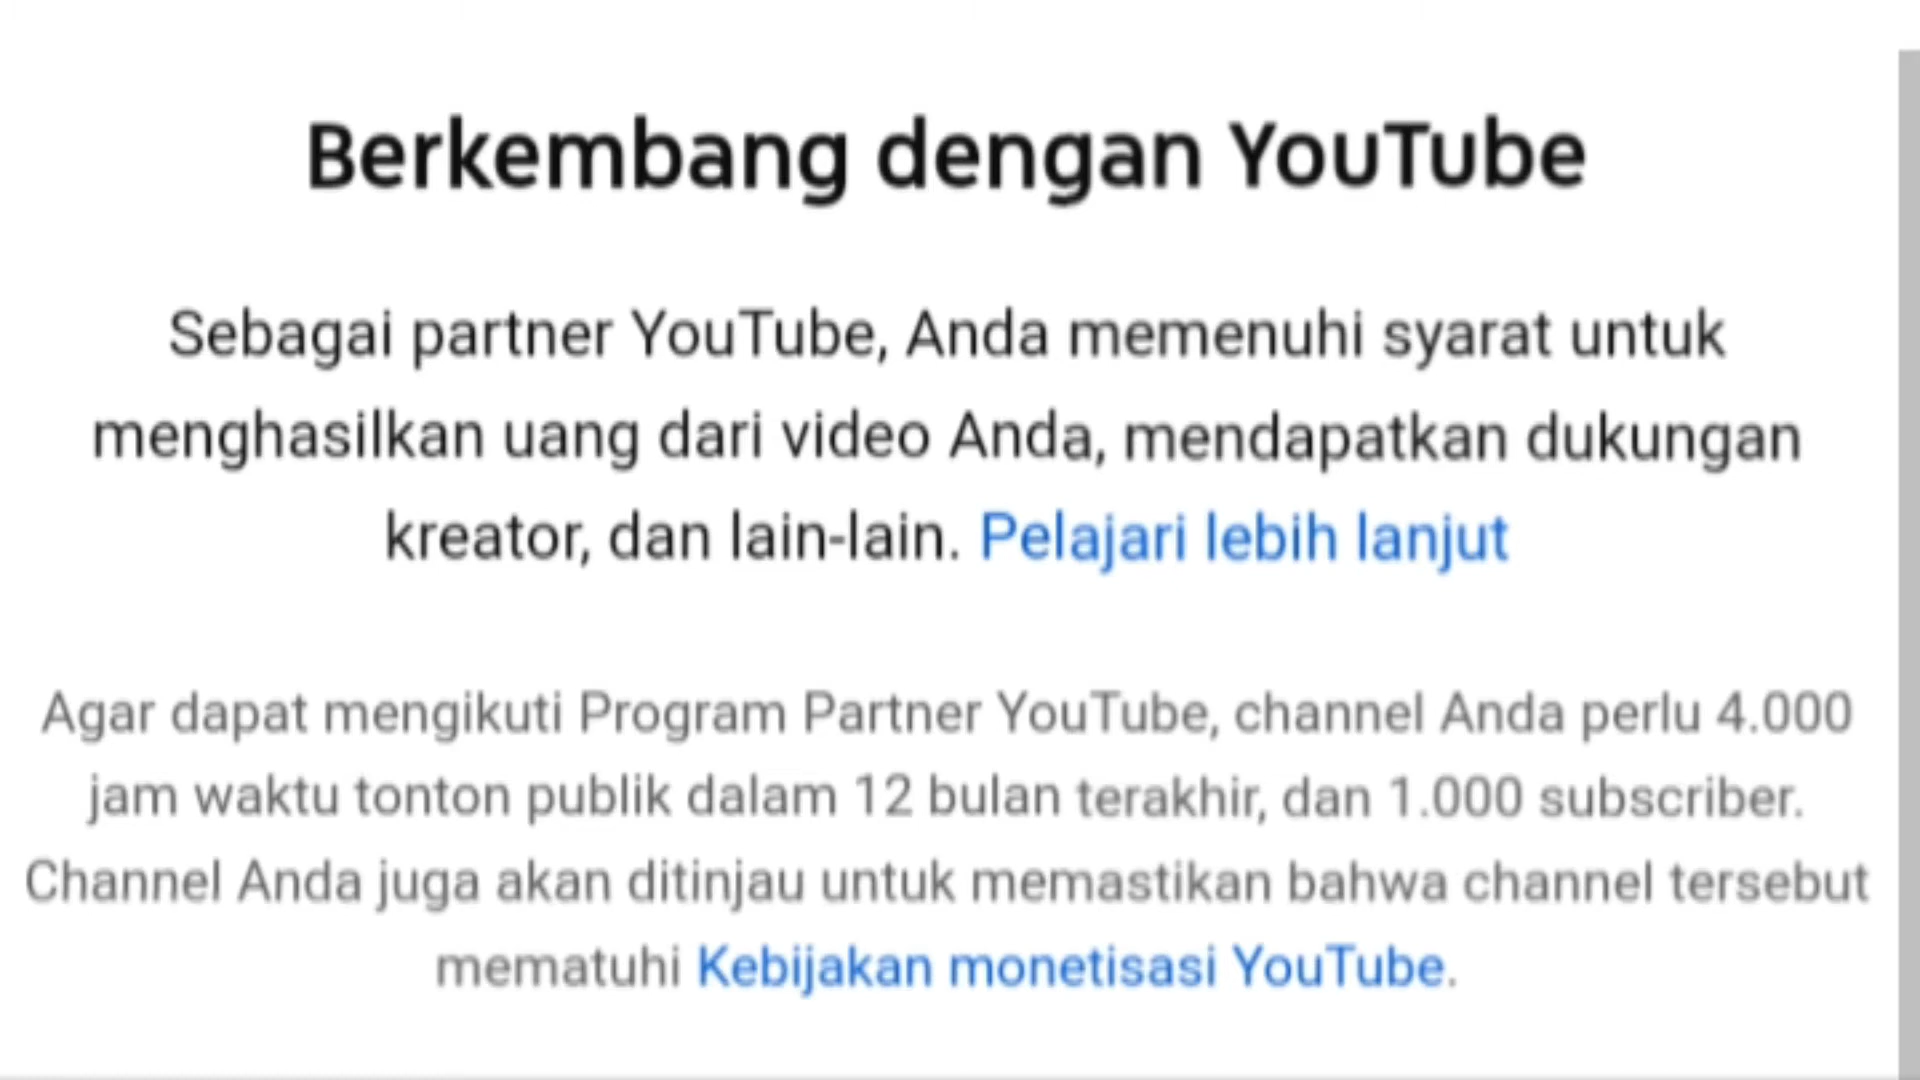 Berkembang dengan YouTube
Sebagai partner YouTube, Anda memenuhi syarat untuk
menghasilkan uang dari video Anda, mendapatkan dukungan
kreator, dan lain-lain. Pelajari lebih lanjut
Agar dapat mengikuti Program Partner YouTube, channel Anda perlu 4.000
jam waktu tonton publik dalam 12 bulan terakhir, dan 1.000 subscriber.
Channel Anda juga akan ditinjau untuk memastikan bahwa channel tersebut
mematuhi Kebijakan monetisasi YouTube.